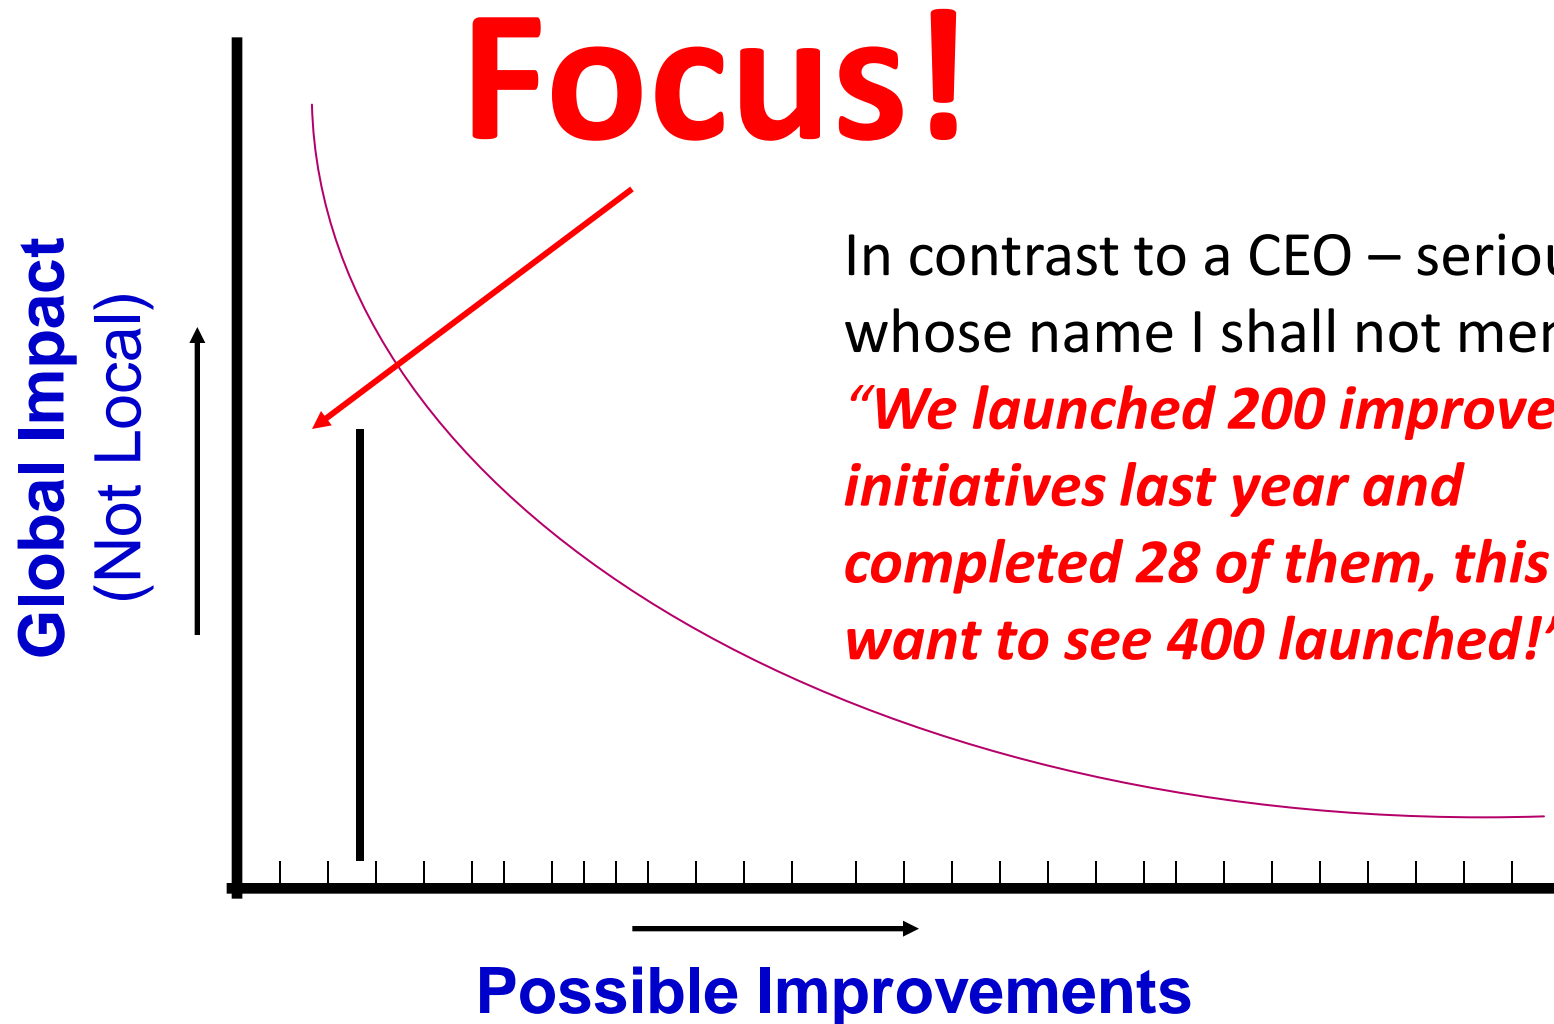 Focus!
In contrast to a CEO – seriou
whose name I shall not me
“We launched 200 improve
initiatives last year and
completed 28 of them, this
want to see 400 launched!”
Global Impact
(Not Local)
Possible Improvements